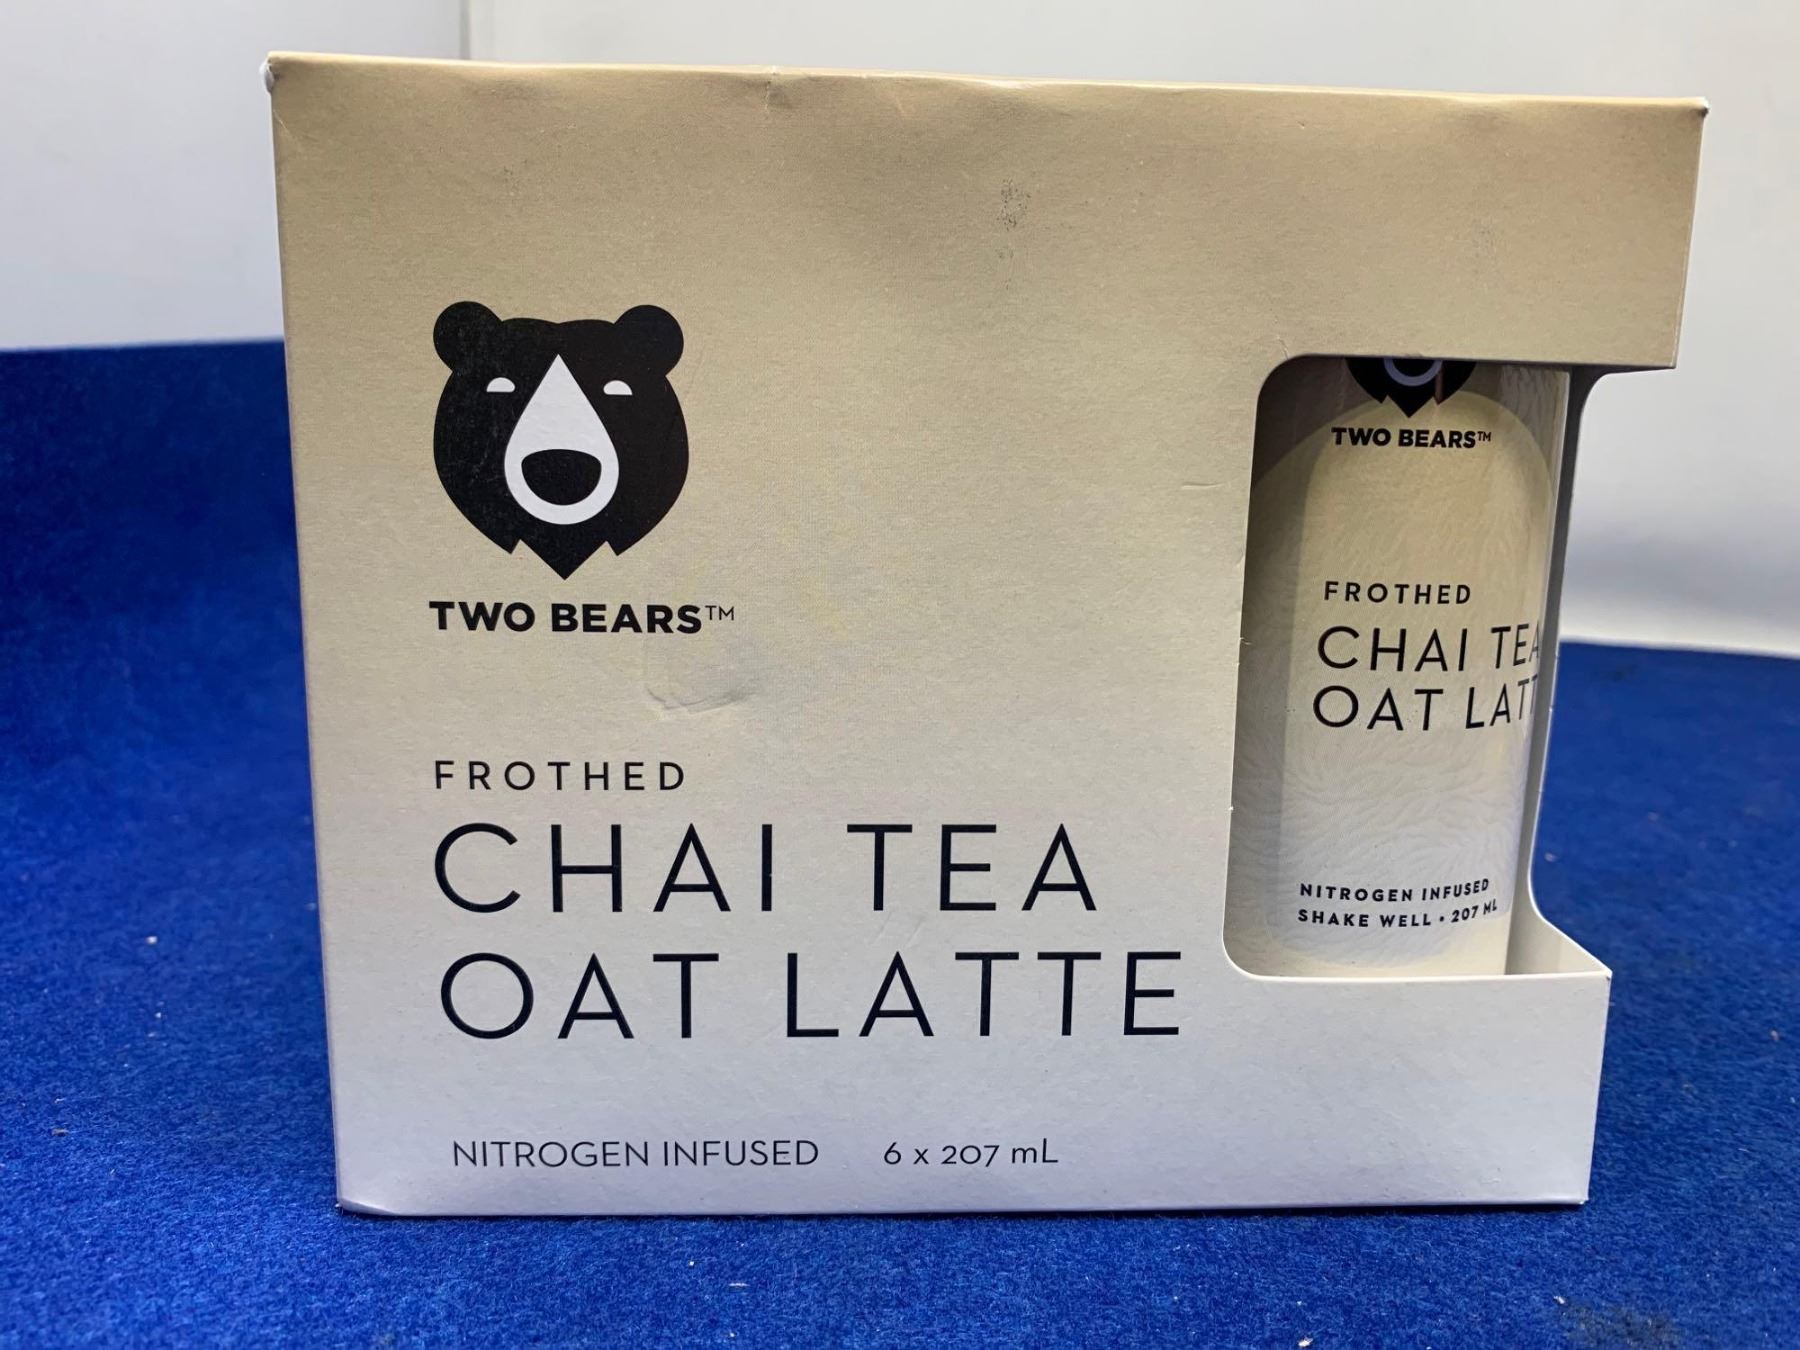 TWO BEARS™
FROTHED
CHAI TEA
OAT LATTE
NITROGEN INFUSED 6 x 207 mL
TWO BEARS™
FROTHED
CHAI TEA
OAT LATT
NITROGEN INFUSED
SHAKE WELL • 207 ML